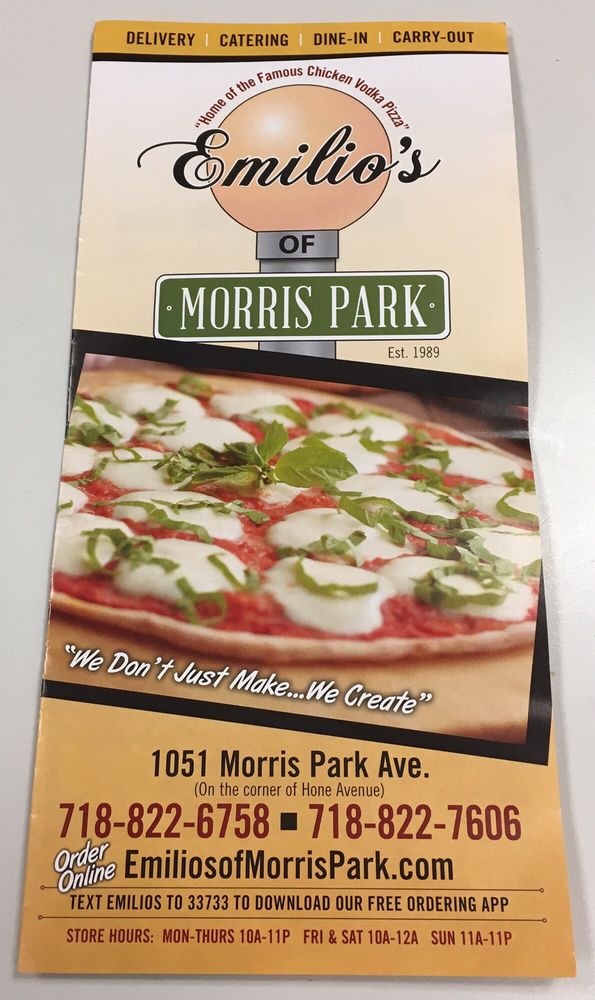 DELIVERY | CATERING | DINE-IN | CARRY-OUT
"Home of the Famous Chicken Vodka Pizza"
Emilio's
OF
· MORRIS PARK ·
Est. 1989
"We Don't Just Make...We Create"
1051 Morris Park Ave.
(On the corner of Hone Avenue)
718-822-6758 ■ 718-822-7606
Order Online EmiliosofMorrisPark.com
TEXT EMILIOS TO 33733 TO DOWNLOAD OUR FREE ORDERING APP
STORE HOURS: MON-THURS 10A-11P FRI & SAT 10A-12A SUN 11A-11P